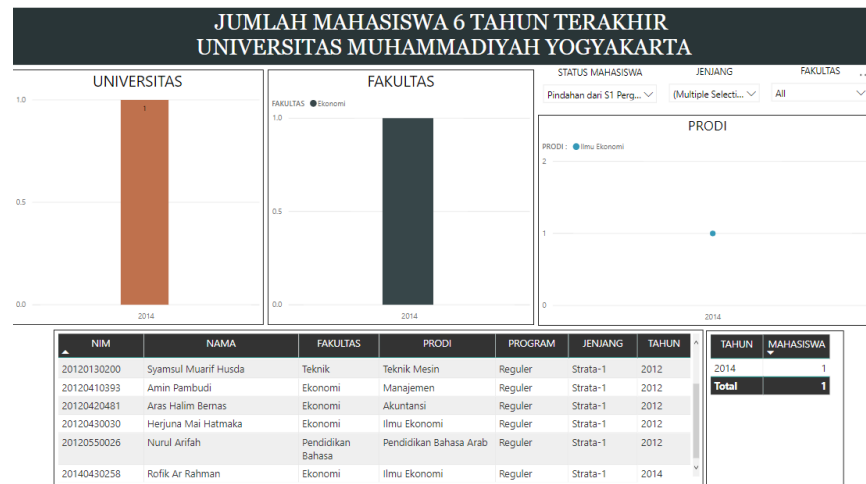 JUMLAH MAHASISWA 6 TAHUN TERAKHIR
UNIVERSITAS MUHAMMADIYAH YOGYAKARTA
UNIVERSITAS
1.0
1
0.5
0.0
2014
FAKULTAS
FAKULTAS Ekonomi
1.0
0.5
0.0
2014
STATUS MAHASISWA JENJANG FAKULTAS
Pindahan dari S1 Perg... (Multiple Selecti... All
PRODI
PRODI : Ilmu Ekonomi
2
1
0
2014
NIM NAMA FAKULTAS PRODI PROGRAM JENJANG TAHUN
20120130200 Syamsul Muarif Husda Teknik Teknik Mesin Reguler Strata-1 2012
20120410393 Amin Pambudi Ekonomi Manajemen Reguler Strata-1 2012
20120420481 Aras Halim Bernas Ekonomi Akuntansi Reguler Strata-1 2012
20120430030 Herjuna Mai Hatmaka Ekonomi Ilmu Ekonomi Reguler Strata-1 2012
20120550026 Nurul Arifah Pendidikan Pendidikan Bahasa Arab Reguler Strata-1 2012
Bahasa
20140430258 Rofik Ar Rahman Ekonomi Ilmu Ekonomi Reguler Strata-1 2014
TAHUN MAHASISWA
2014 1
Total 1